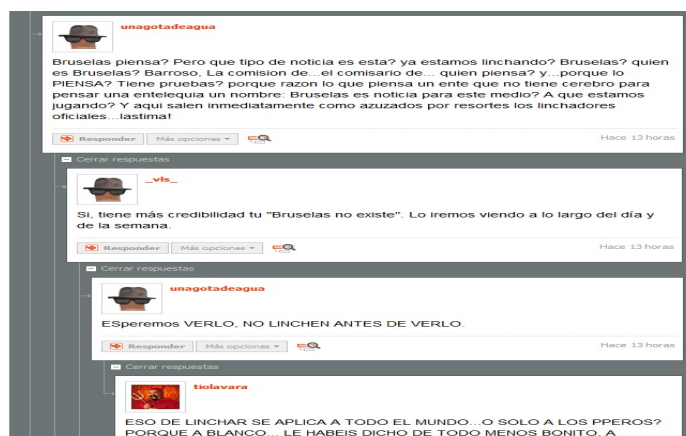 unagotadeagua
Bruselas piensa? Pero que tipo de noticia es esta? ya estamos linchando? Bruselas? quien
es Bruselas? Barroso, La comision de...el comisario de... quien piensa? y...porque lo
PIENSA? Tiene pruebas? porque razon lo que piensa un ente que no tiene cerebro para
pensar una entelequia un nombre: Bruselas es noticia para este medio? A que estamos
jugando? Y aqui salen inmediatamente como azuzados por resortes los linchadores
oficiales...lastima!
Responder Más opciones Hace 13 horas
Cerrar respuestas
_vls_
Si, tiene más credibilidad tu "Bruselas no existe". Lo iremos viendo a lo largo del día y
de la semana.
Responder Más opciones Hace 13 horas
Cerrar respuestas
unagotadeagua
ESperemos VERLO, NO LINCHEN ANTES DE VERLO.
Responder Más opciones Hace 13 horas
Cerrar respuestas
tiolavara
ESO DE LINCHAR SE APLICA A TODO EL MUNDO...O SOLO A LOS PPEROS?
PORQUE A BLANCO... LE HABEIS DICHO DE TODO MENOS BONITO. A